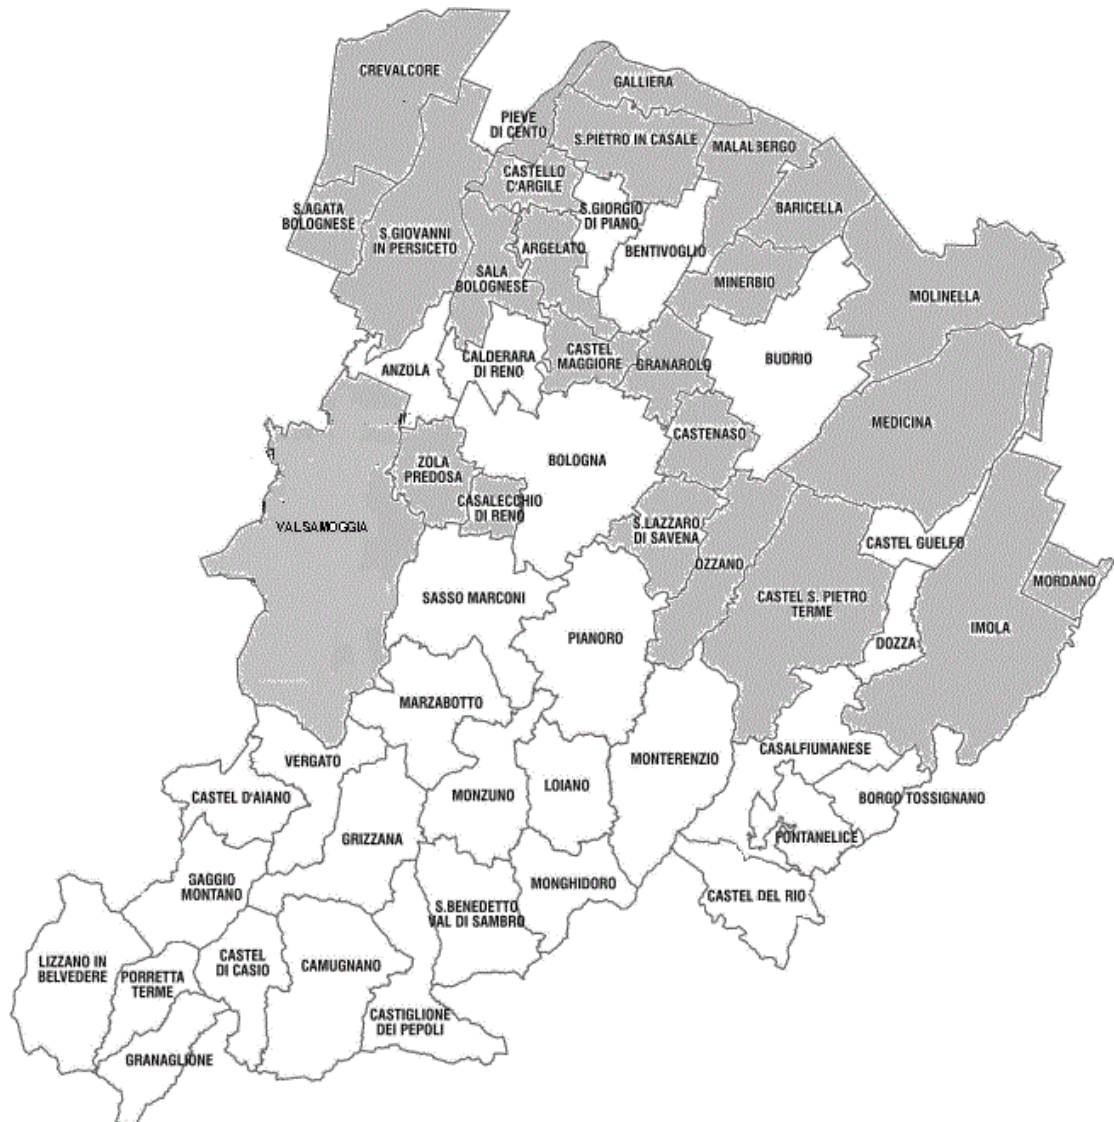 CREVALCORE
GALLIERA
PIEVE
DI CENTO
S.PIETRO IN CASALE
MALALBERGO
CASTELLO
D'ARGILE
S.AGATA
BOLOGNESE
S.GIORGIO
DI PIANO
BARICELLA
S.GIOVANNI
IN PERSICETO
ARGELATO
BENTIVOGLIO
SALA
BOLOGNESE
MINERBIO
MOLINELLA
ANZOLA
CALDERARA
DI RENO
CASTEL
MAGGIORE
GRANAROLO
BUDRIO
MEDICINA
CASTENASO
ZOLA
PREDOSA
BOLOGNA
CASALECCHIO
DI RENO
VALSAMOGGIA
S.LAZZARO
DI SAVENA
CASTEL GUELFO
OZZANO
MORDANO
SASSO MARCONI
CASTEL S. PIETRO
TERME
IMOLA
PIANORO
DOZZA
MARZABOTTO
VERGATO
MONTERENZIO
CASALFIUMANESE
CASTEL D'AIANO
MONZUNO
LOIANO
BORGO TOSSIGNANO
GRIZZANA
FONTANELICE
GAGGIO
MONTANO
MONGHIDORO
CASTEL DEL RIO
S.BENEDETTO
VAL DI SAMBRO
LIZZANO IN
BELVEDERE
CASTEL
DI CASIO
CAMUGNANO
PORRETTA
TERME
CASTIGLIONE
DEI PEPOLI
GRANAGLIONE